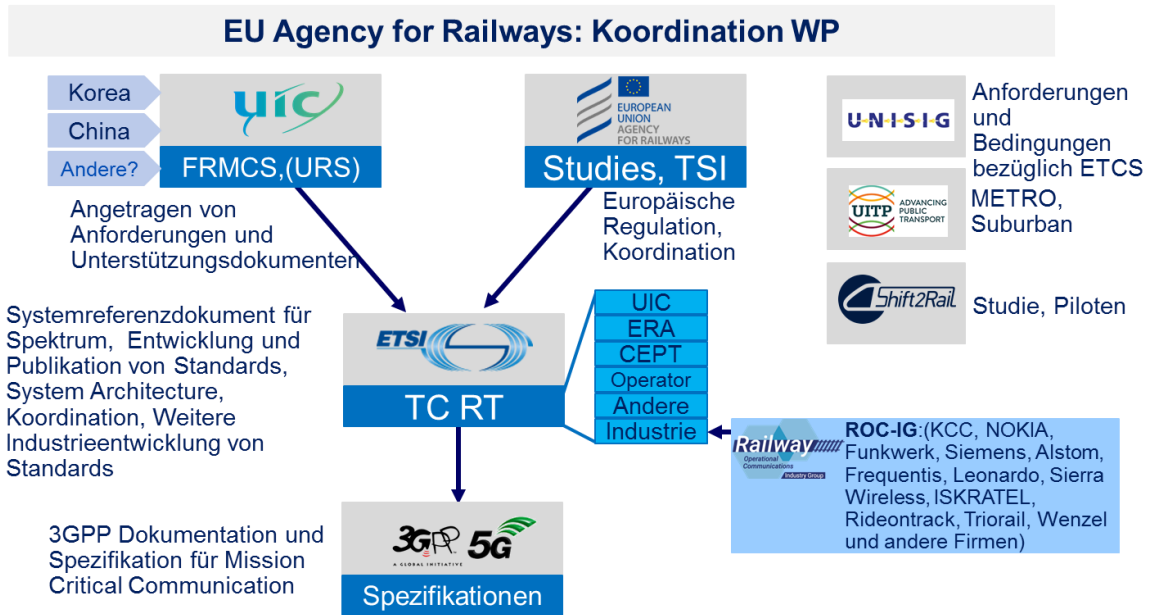 EU Agency for Railways: Koordination WP
Korea
China
Andere?
uic
FRMCS,(URS)
EUROPEAN
UNION
AGENCY
FOR RAILWAYS
Studies, TSI
U·N·I·S·I·G
Anforderungen
und
Bedingungen
bezüglich ETCS
UITP
ADVANCING
PUBLIC
TRANSPORT
METRO,
Suburban
Shift2Rail
Studie, Piloten
Angetragen von
Anforderungen und
Unterstützungsdokumenten
Europäische
Regulation,
Koordination
Systemreferenzdokument für
Spektrum, Entwicklung und
Publikation von Standards,
System Architecture,
Koordination, Weitere
Industrieentwicklung von
Standards
ETSI
TC RT
UIC
ERA
CEPT
Operator
Andere
Industrie
Railway
Operational
Communications
Industry Group
ROC-IG:(KCC, NOKIA,
Funkwerk, Siemens, Alstom,
Frequentis, Leonardo, Sierra
Wireless, ISKRATEL,
Rideontrack, Triorail, Wenzel
und andere Firmen)
3GPP Dokumentation und
Spezifikation für Mission
Critical Communication
3GPP 5G
A GLOBAL INITIATIVE
Spezifikationen